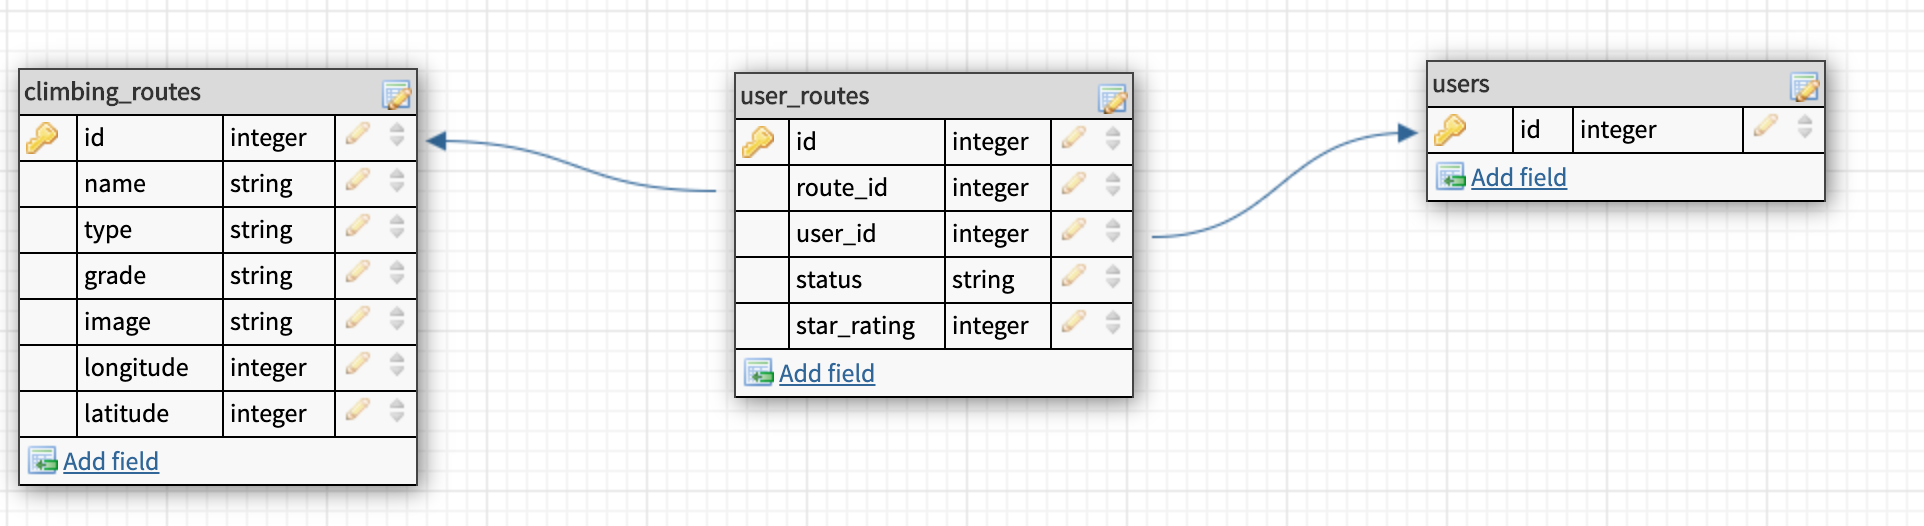 climbing_routes
id integer
name string
type string
grade string
image string
longitude integer
latitude integer
Add field
user_routes
id integer
route_id integer
user_id integer
status string
star_rating integer
Add field
users
id integer
Add field